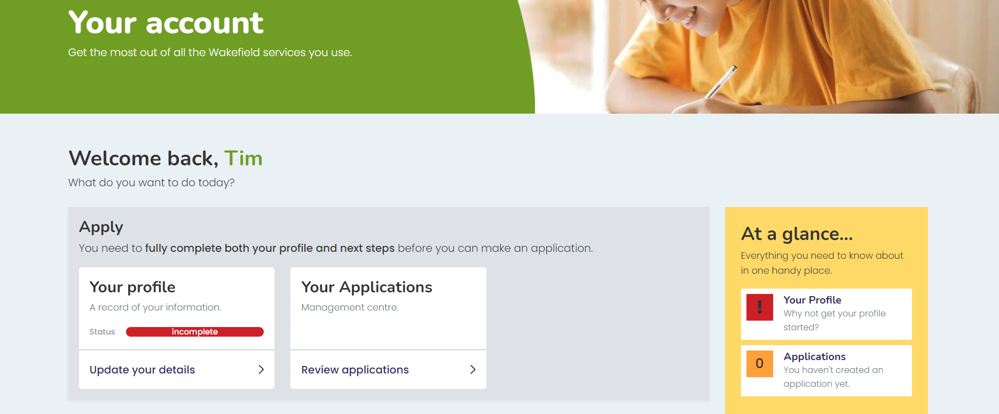 Your account
Get the most out of all the Wakefield services you use.
Welcome back, Tim
What do you want to do today?
Apply
You need to fully complete both your profile and next steps before you can make an application.
Your profile
A record of your information.
Status
incomplete
Update your details
Your Applications
Management centre.
Review applications
At a glance...
Everything you need to know about
in one handy place.
!
Your Profile
Why not get your profile
started?
0
Applications
You haven't created an
application yet.